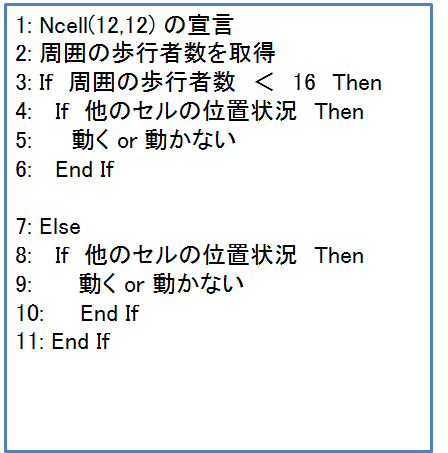 1: Ncell(12,12) の宣言
2: 周囲の歩行者数を取得
3: If 周囲の歩行者数 ＜ 16 Then
4: If 他のセルの位置状況 Then
5: 動く or 動かない
6: End If
7: Else
8: If 他のセルの位置状況 Then
9: 動く or 動かない
10: End If
11: End If